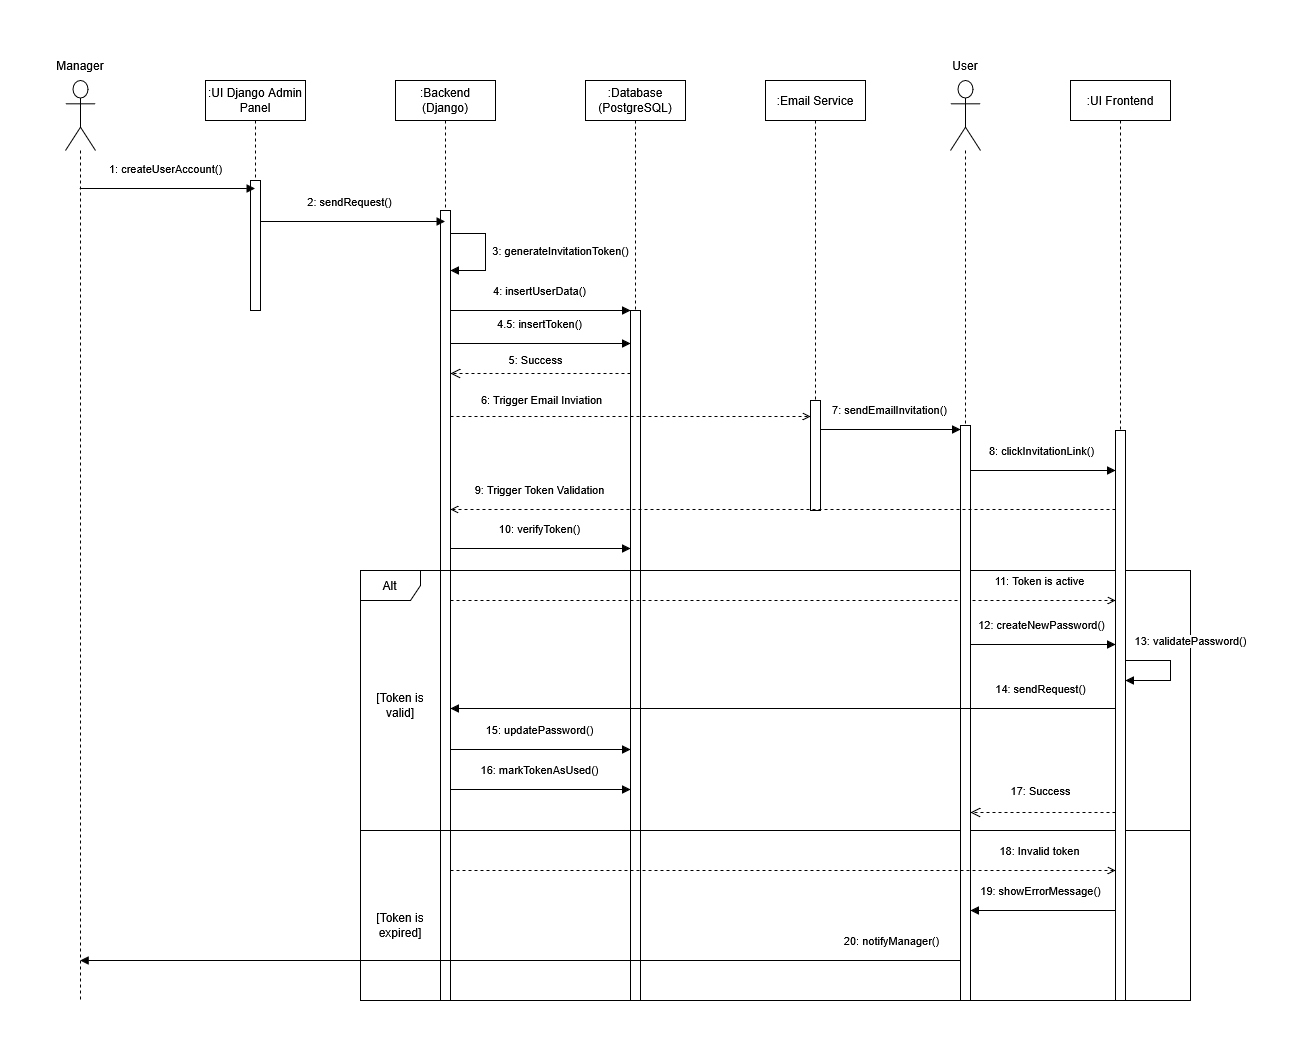 Manager
User
:UI Django Admin
Panel
:Backend
(Django)
:Database
(PostgreSQL)
:Email Service
:UI Frontend
1: createUserAccount()
2: sendRequest()
3: generateInvitationToken()
4: insertUserData()
4.5: insertToken()
5: Success
6: Trigger Email Inviation
7: sendEmailInvitation()
8: clickInvitationLink()
9: Trigger Token Validation
10: verifyToken()
Alt
11: Token is active
12: createNewPassword()
13: validatePassword()
[Token is
valid]
14: sendRequest()
15: updatePassword()
16: markTokenAsUsed()
17: Success
18: Invalid token
19: showErrorMessage()
[Token is
expired]
20: notifyManager()